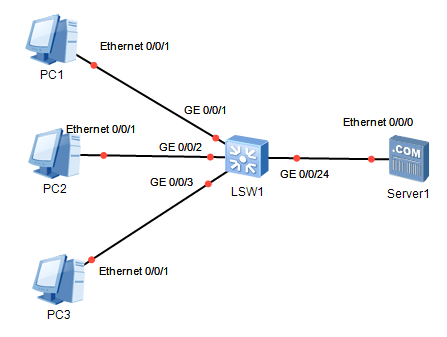 Ethernet 0/0/1
PC1
GE 0/0/1
Ethernet 0/0/1
GE 0/0/2
Ethernet 0/0/0
.COM
PC2
GE 0/0/3
LSW1
GE 0/0/24
Server1
Ethernet 0/0/1
PC3